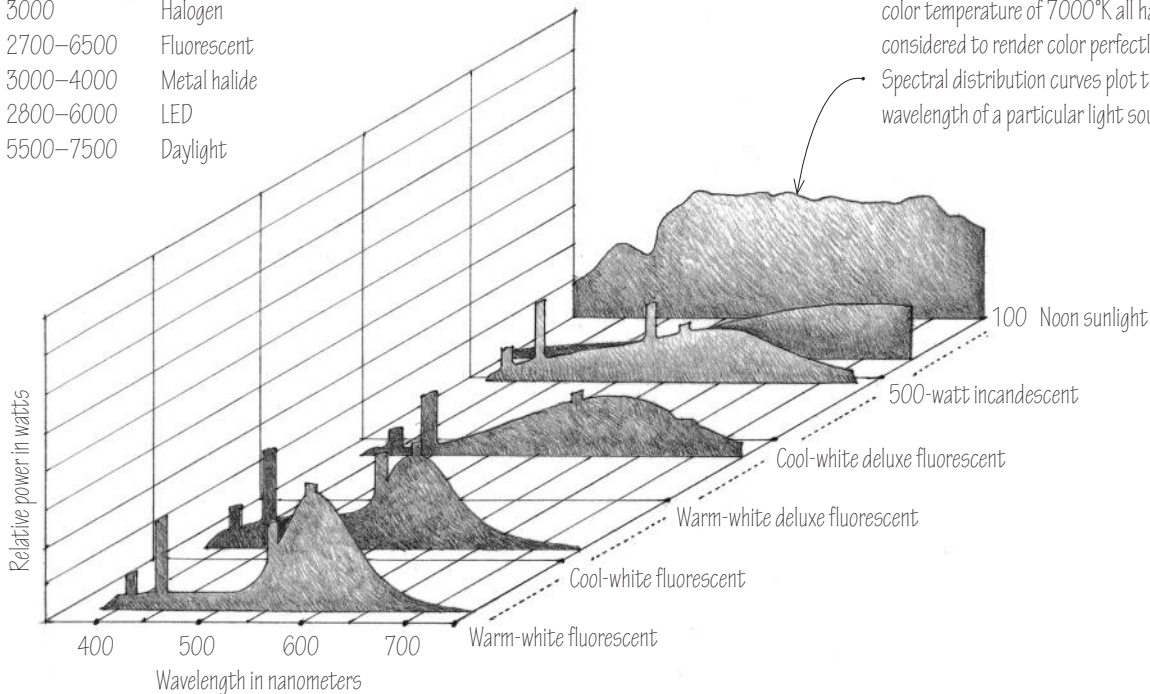 3000 Halogen
2700–6500 Fluorescent
3000–4000 Metal halide
2800–6000 LED
5500–7500 Daylight
color temperature of 7000°K all
considered to render color
• Spectral distribution curves plot
wavelength of a particular light
100 Noon sunlight
500-watt incandescent
Cool-white deluxe fluorescent
Warm-white deluxe fluorescent
Cool-white fluorescent
Warm-white fluorescent
Relative power in watts
400 500 600 700
Wavelength in nanometers